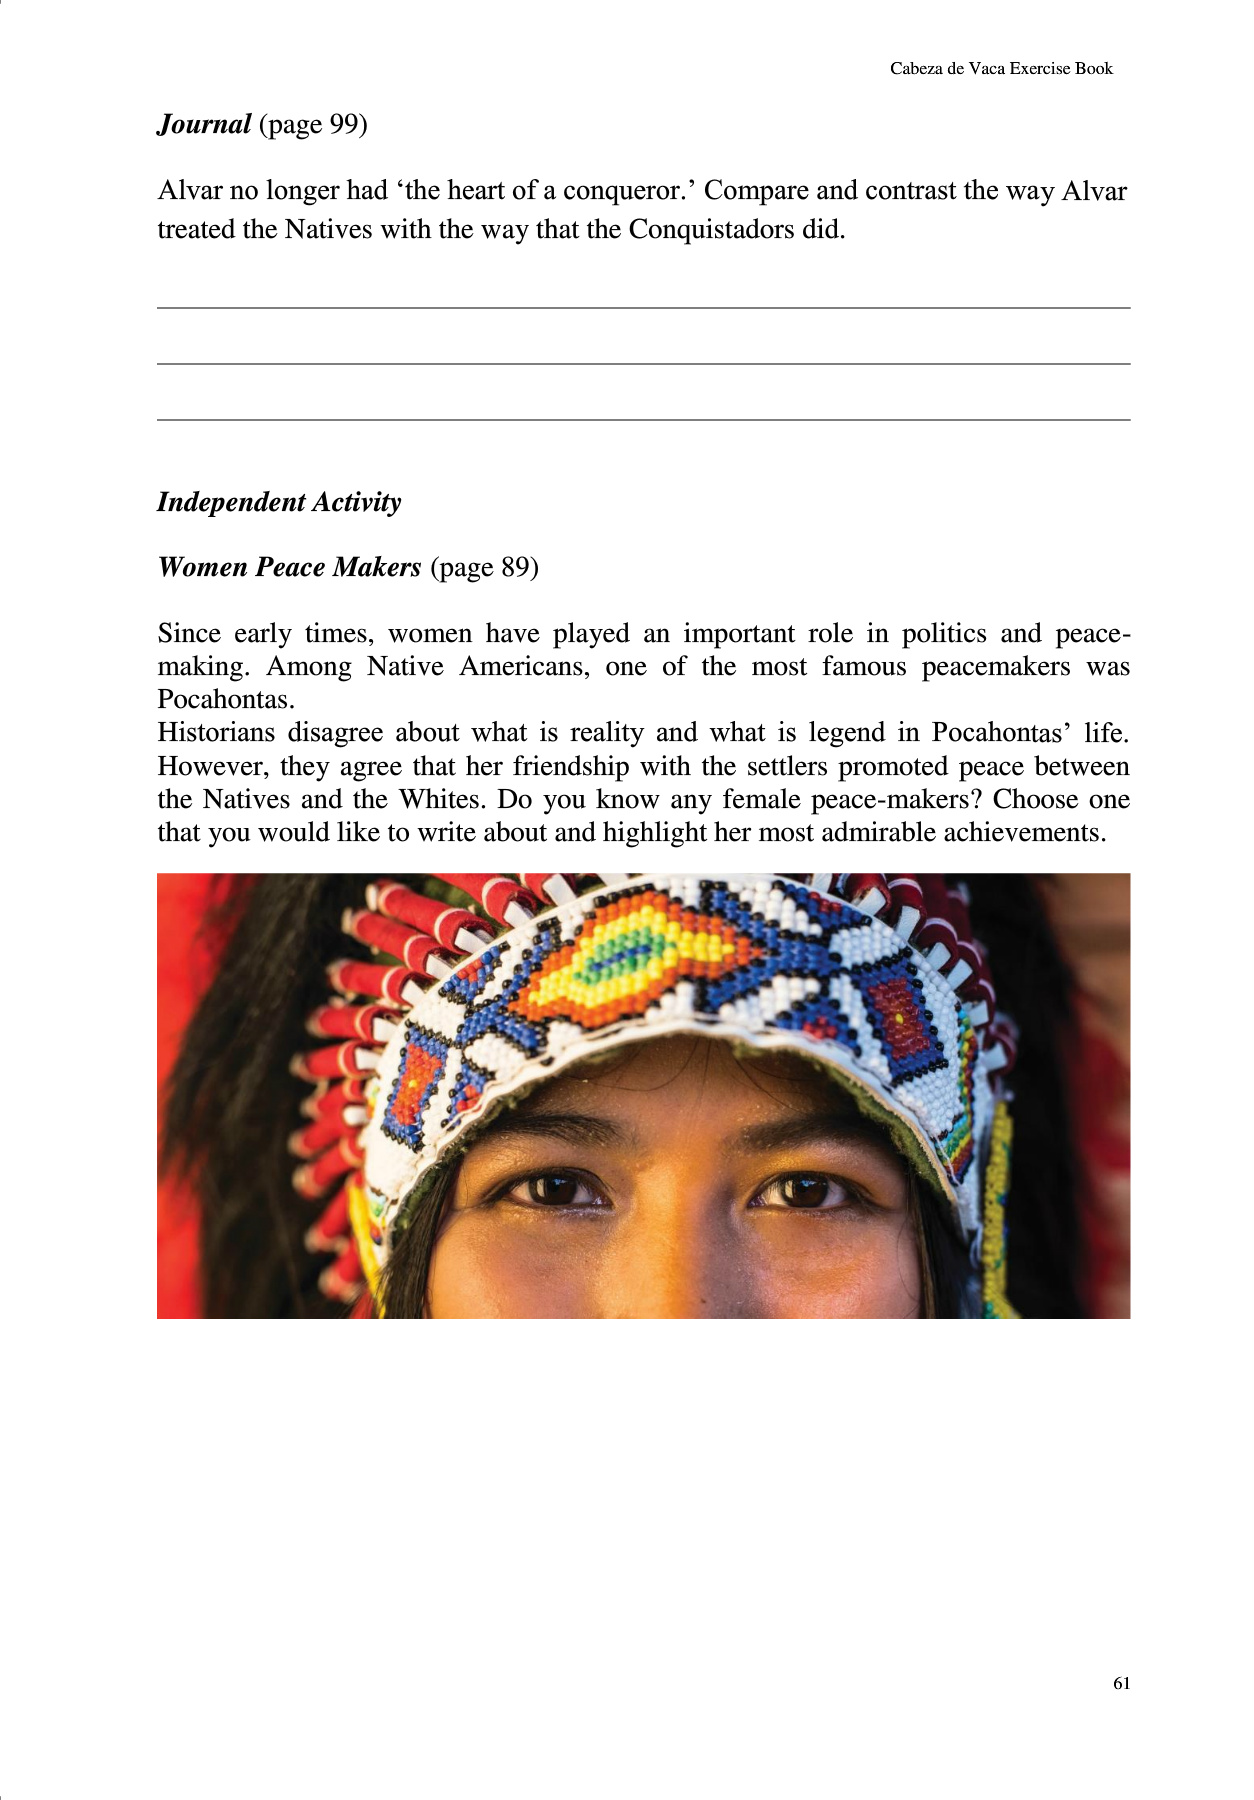 Cabeza de Vaca Exercise Book
Journal (page 99)
Alvar no longer had ‘the heart of a conqueror.’ Compare and contrast the way Alvar
treated the Natives with the way that the Conquistadors did.
Independent Activity
Women Peace Makers (page 89)
Since early times, women have played an important role in politics and peace-
making. Among Native Americans, one of the most famous peacemakers was
Pocahontas.
Historians disagree about what is reality and what is legend in Pocahontas’ life.
However, they agree that her friendship with the settlers promoted peace between
the Natives and the Whites. Do you know any female peace-makers? Choose one
that you would like to write about and highlight her most admirable achievements.
61